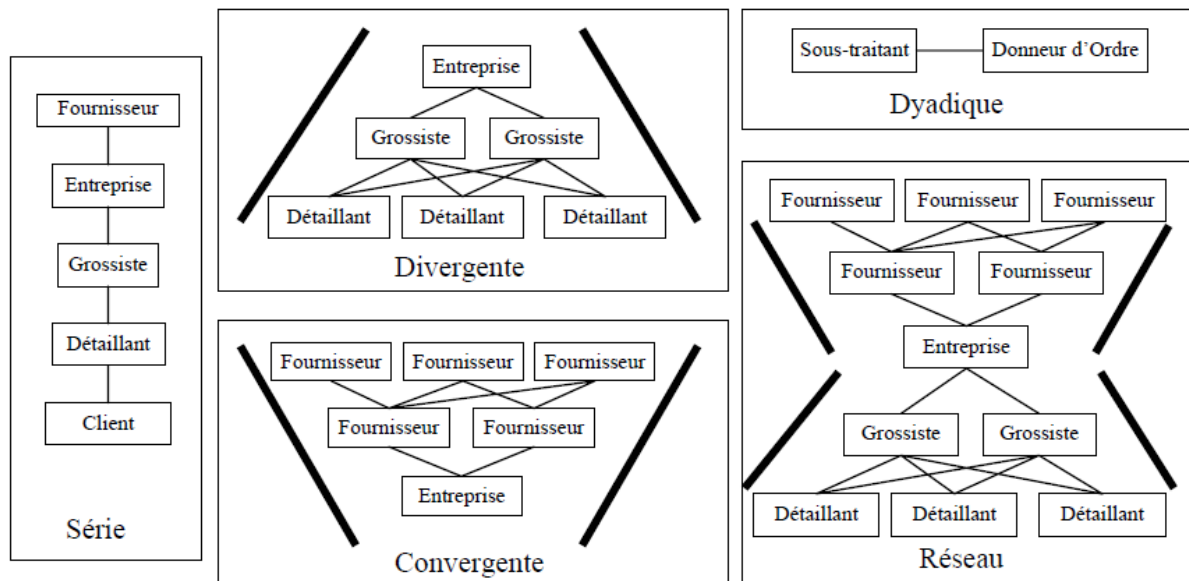 Fournisseur
Entreprise
Grossiste
Détaillant
Client
Série
Entreprise
Grossiste Grossiste
Détaillant Détaillant Détaillant
Divergente
Fournisseur Fournisseur Fournisseur
Fournisseur Fournisseur
Entreprise
Convergente
Sous-traitant Donneur d'Ordre
Dyadique
Fournisseur Fournisseur Fournisseur
Fournisseur Fournisseur
Entreprise
Grossiste Grossiste
Détaillant Détaillant Détaillant
Réseau